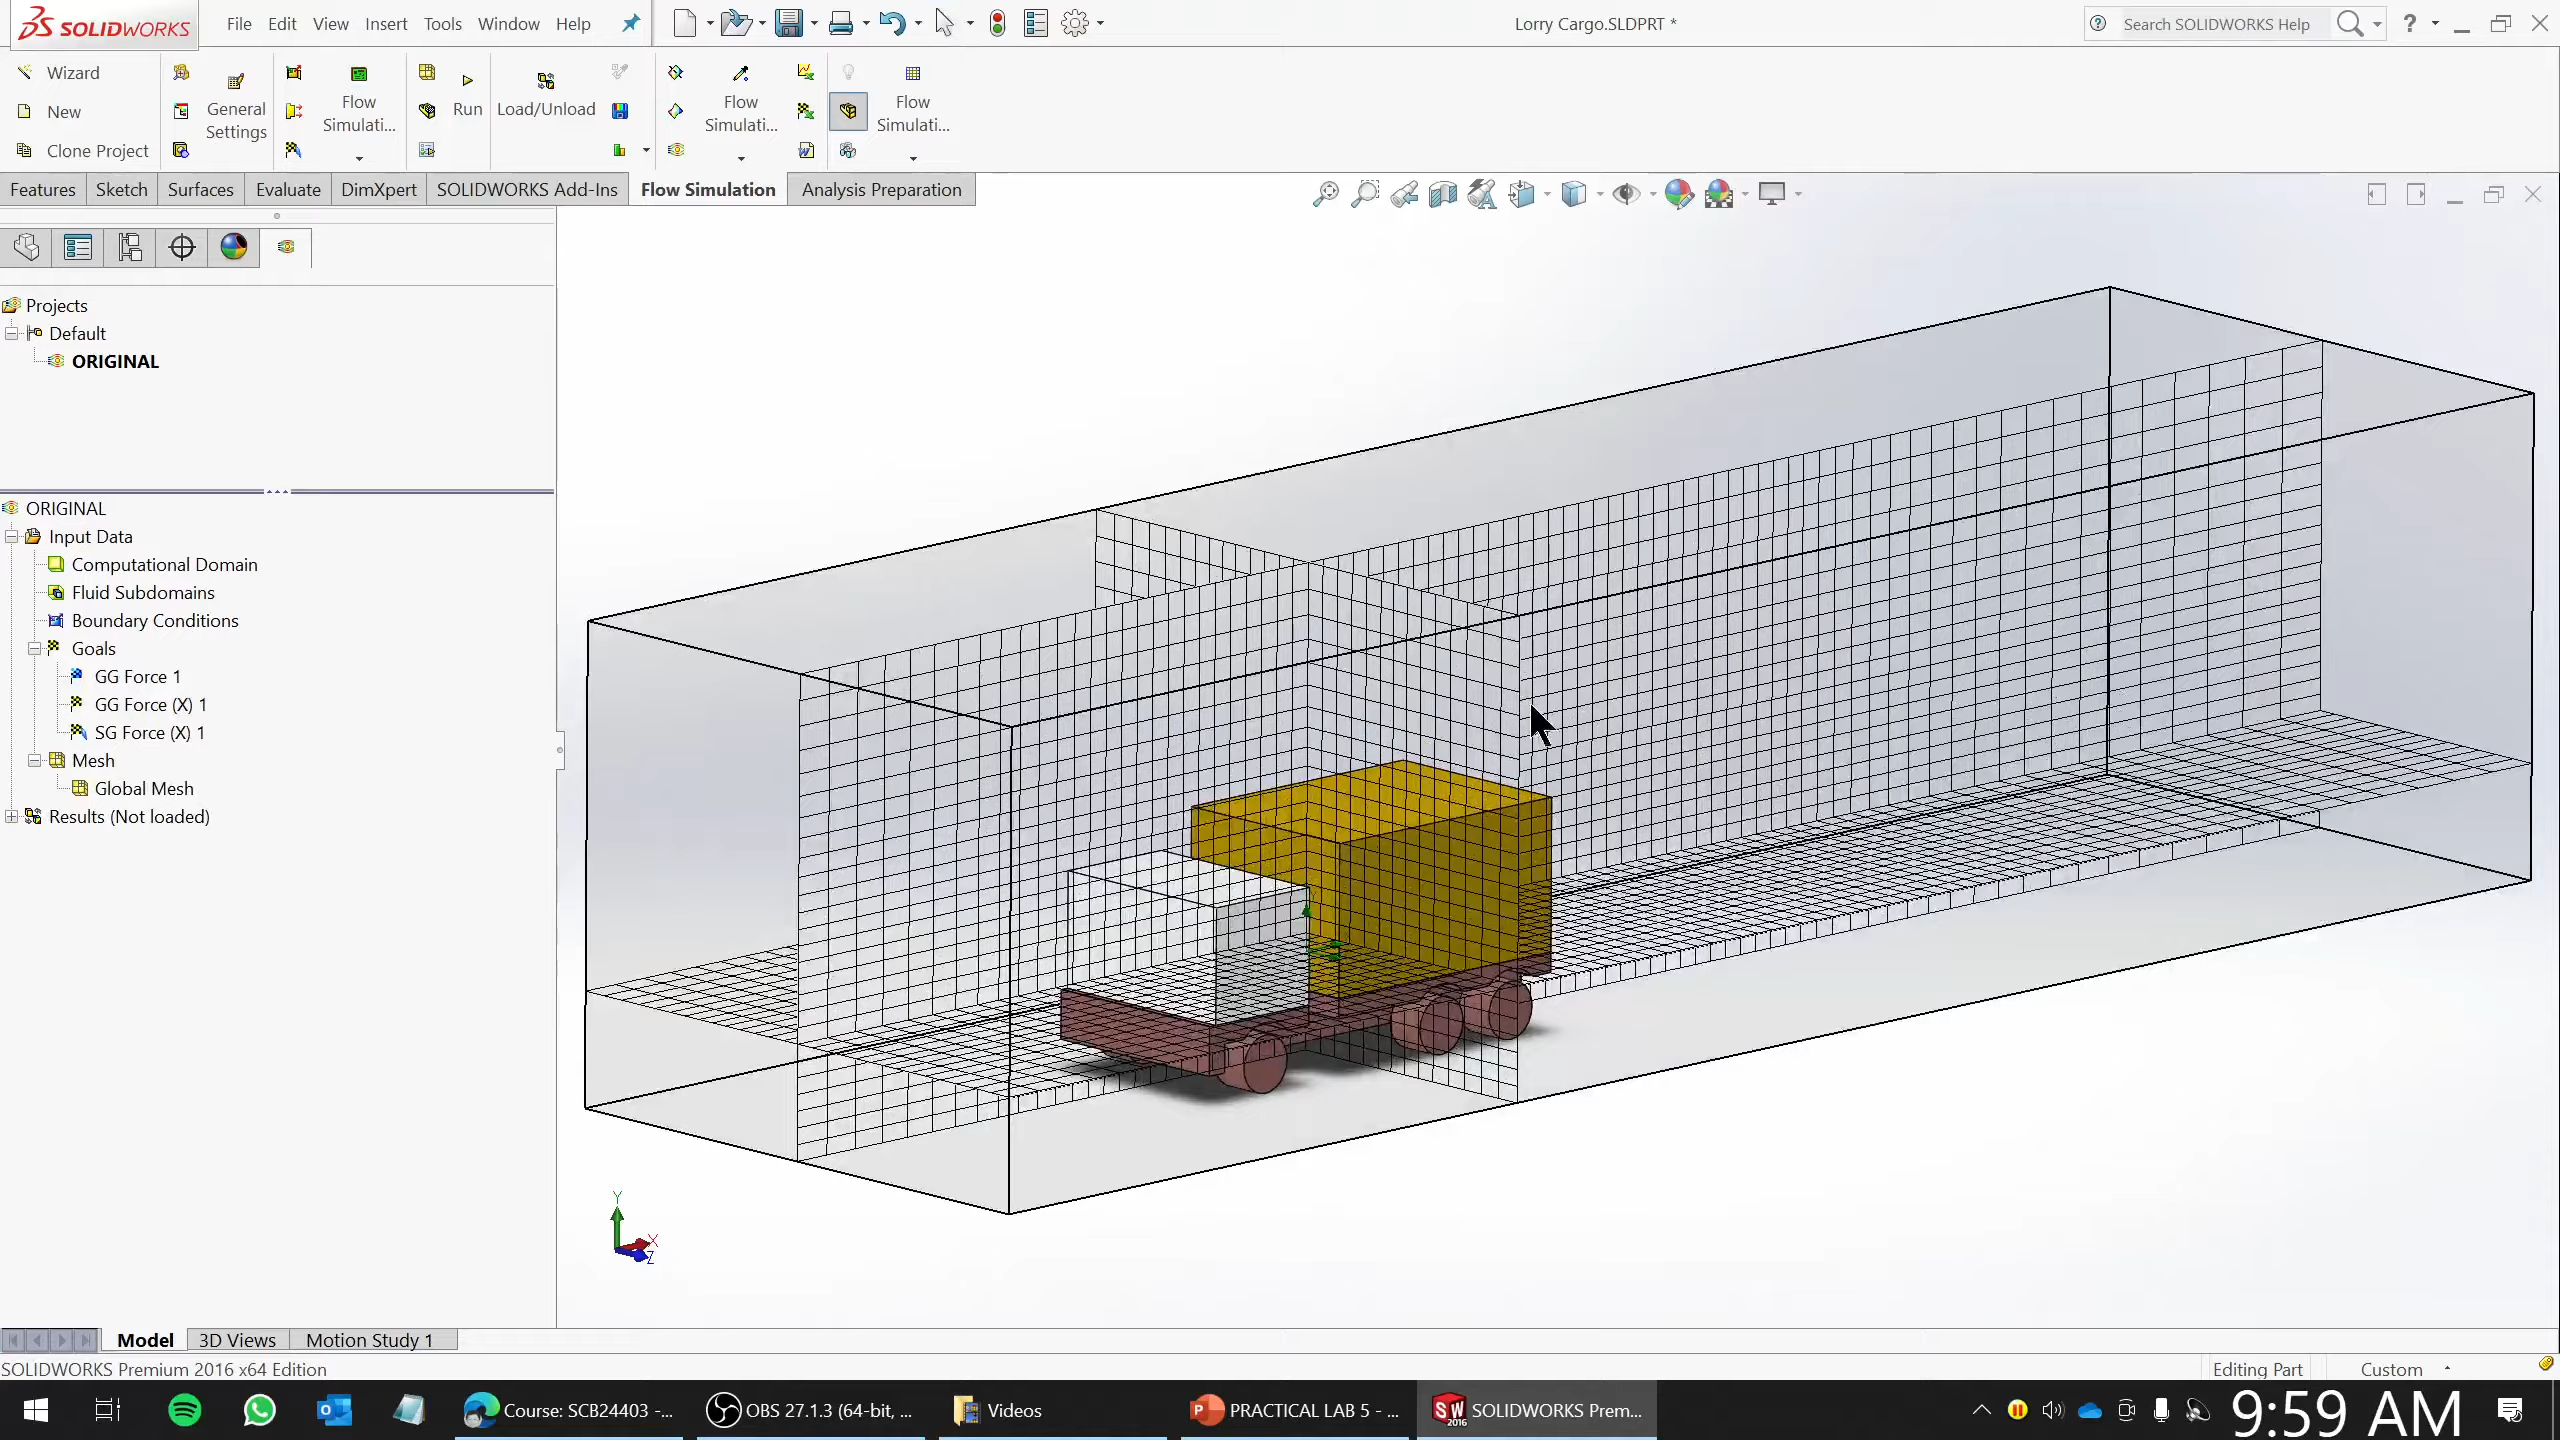 SOLIDWORKS
File Edit View Insert Tools Window Help
Lorry Cargo.SLDPRT *
Search SOLIDWORKS Help
Wizard
New
Clone Project
General Settings
Flow Simulati...
Run
Load/Unload
Flow Simulati...
Flow Simulati...
Features Sketch Surfaces Evaluate DimXpert SOLIDWORKS Add-Ins Flow Simulation Analysis Preparation
Projects
Default
ORIGINAL
ORIGINAL
Input Data
Computational Domain
Fluid Subdomains
Boundary Conditions
Goals
GG Force 1
GG Force (X) 1
SG Force (X) 1
Mesh
Global Mesh
Results (Not loaded)
Y
X
Z
Model 3D Views Motion Study 1
SOLIDWORKS Premium 2016 x64 Edition
Editing Part Custom
Course: SCB24403 -...
OBS 27.1.3 (64-bit, ...
Videos
PRACTICAL LAB 5 - ...
SOLIDWORKS Prem...
9:59 AM